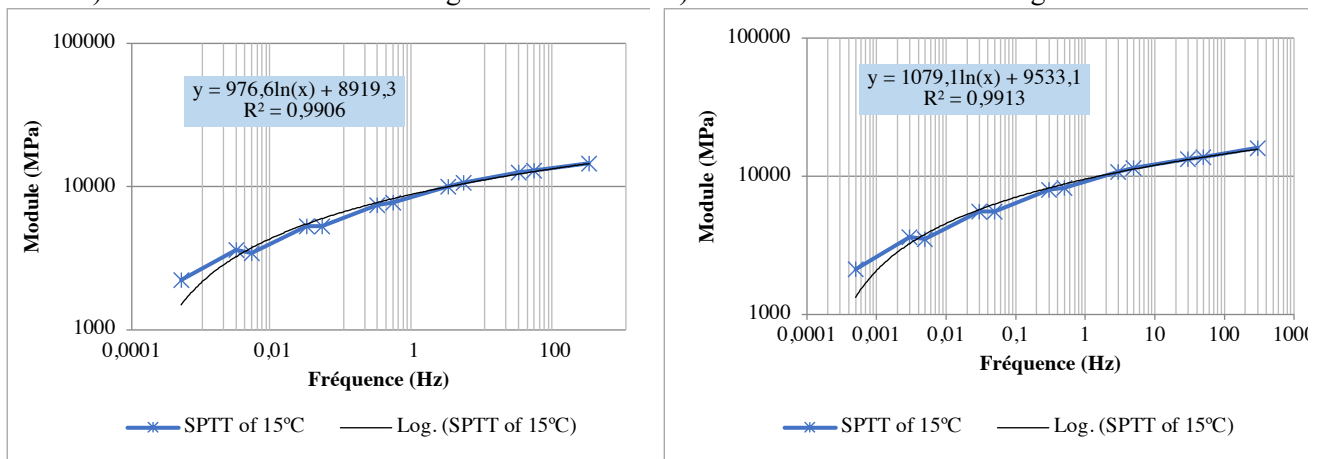 )
)
100000
y = 976,6ln(x) + 8919,3
R² = 0,9906
10000
1000
Module (MPa)
0,0001 0,01 1 100
Fréquence (Hz)
SPTT of 15ºC Log. (SPTT of 15ºC)
100000
y = 1079,1ln(x) + 9533,1
R² = 0,9913
10000
1000
Module (MPa)
0,0001 0,001 0,01 0,1 1 10 100 1000
Fréquence (Hz)
SPTT of 15ºC Log. (SPTT of 15ºC)